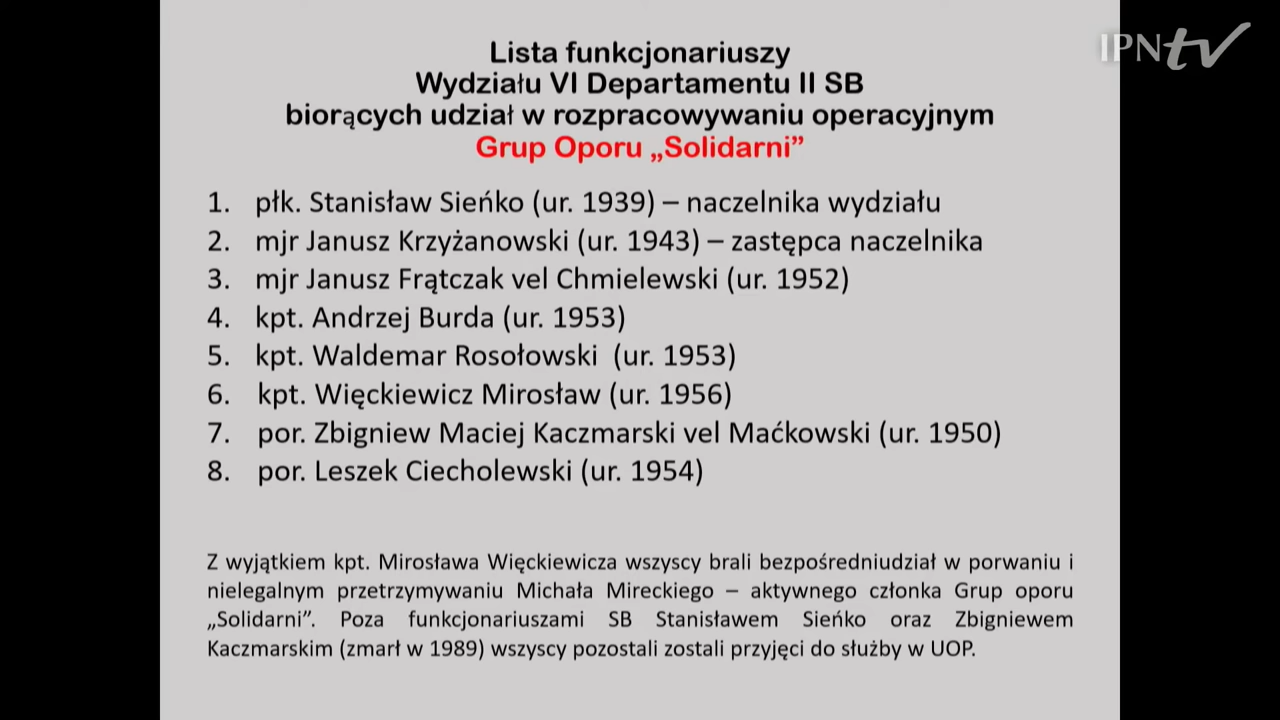 IPNtv
Lista funkcjonariuszy
Wydziału VI Departamentu II SB
biorących udział w rozpracowywaniu operacyjnym
Grup Oporu „Solidarni”
1. płk. Stanisław Sieńko (ur. 1939) – naczelnika wydziału
2. mjr Janusz Krzyżanowski (ur. 1943) – zastępca naczelnika
3. mjr Janusz Frątczak vel Chmielewski (ur. 1952)
4. kpt. Andrzej Burda (ur. 1953)
5. kpt. Waldemar Rosołowski (ur. 1953)
6. kpt. Więckiewicz Mirosław (ur. 1956)
7. por. Zbigniew Maciej Kaczmarski vel Maćkowski (ur. 1950)
8. por. Leszek Ciecholewski (ur. 1954)
Z wyjątkiem kpt. Mirosława Więckiewicza wszyscy brali bezpośredniudział w porwaniu i
nielegalnym przetrzymywaniu Michała Mireckiego – aktywnego członka Grup oporu
„Solidarni”. Poza funkcjonariuszami SB Stanisławem Sieńko oraz Zbigniewem
Kaczmarskim (zmarł w 1989) wszyscy pozostali zostali przyjęci do służby w UOP.